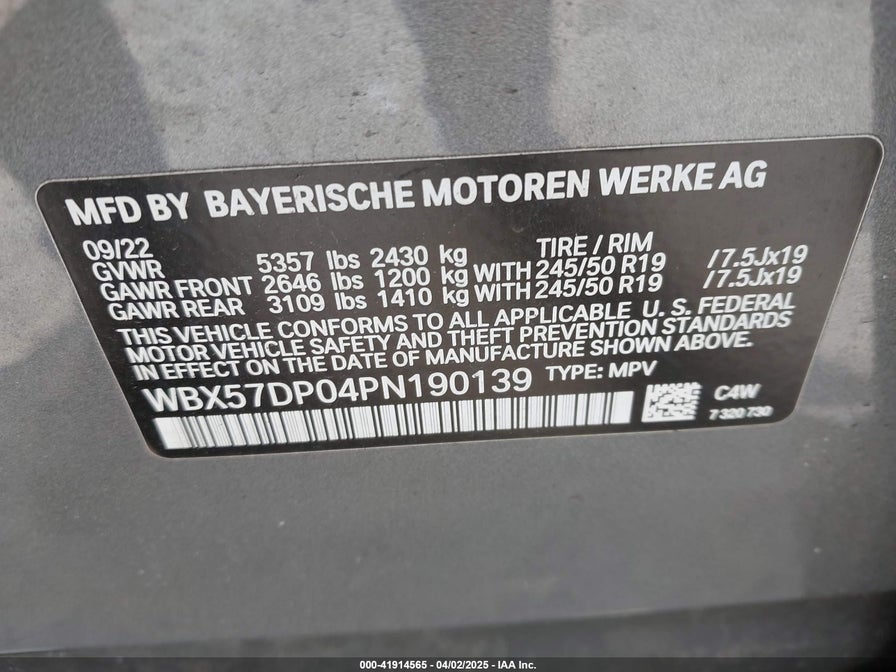 MFD BY BAYERISCHE MOTOREN WERKE AG
09/22 TIRE / RIM
GVWR 5357 lbs 2430 kg
GAWR FRONT 2646 lbs 1200 kg WITH 245/50 R19 /7.5Jx19
GAWR REAR 3109 lbs 1410 kg WITH 245/50 R19 /7.5Jx19
THIS VEHICLE CONFORMS TO ALL APPLICABLE U. S. FEDERAL
MOTOR VEHICLE SAFETY AND THEFT PREVENTION STANDARDS
IN EFFECT ON THE DATE OF MANUFACTURE SHOWN ABOVE.
WBX57DP04PN190139 TYPE: MPV
C4W
7 320 730
000-41914565 - 04/02/2025 - IAA Inc.